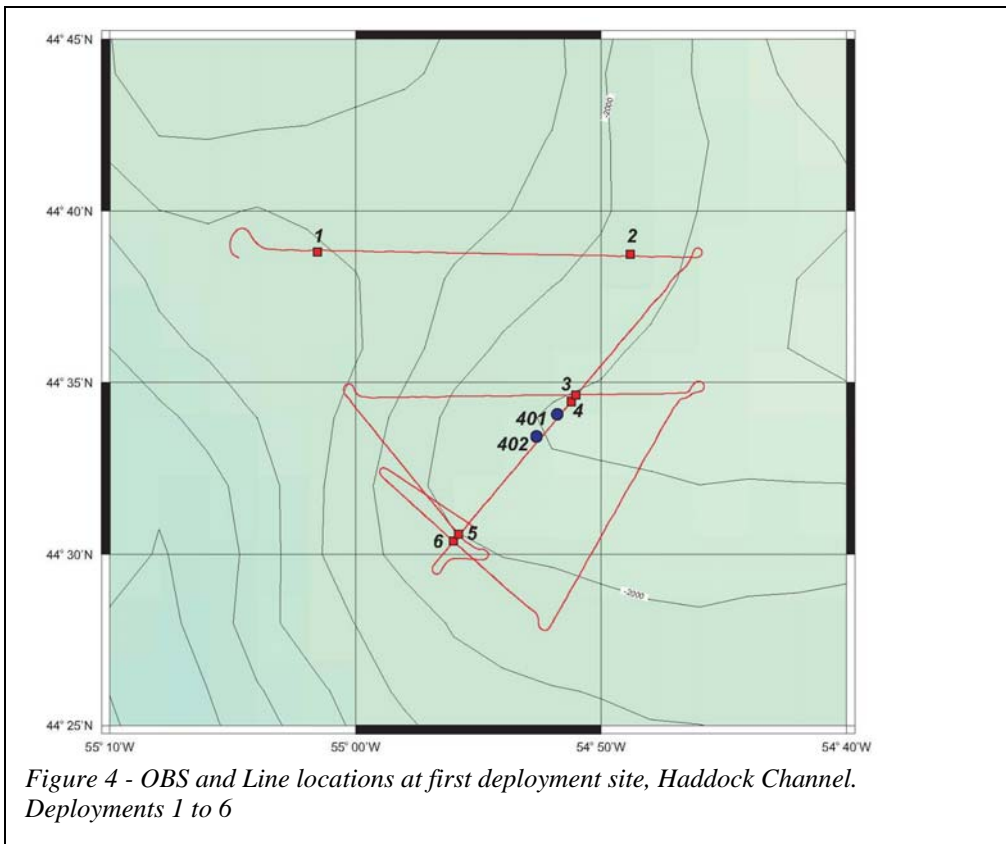 44° 45'N
-2000
44° 40'N
1
2
44° 35'N
3
4
401
402
5
6
44° 30'N
-2000
44° 25'N
55° 10'W
55° 00'W
54° 50'W
54° 40'W
Figure 4 - OBS and Line locations at first deployment site, Haddock Channel.
Deployments 1 to 6